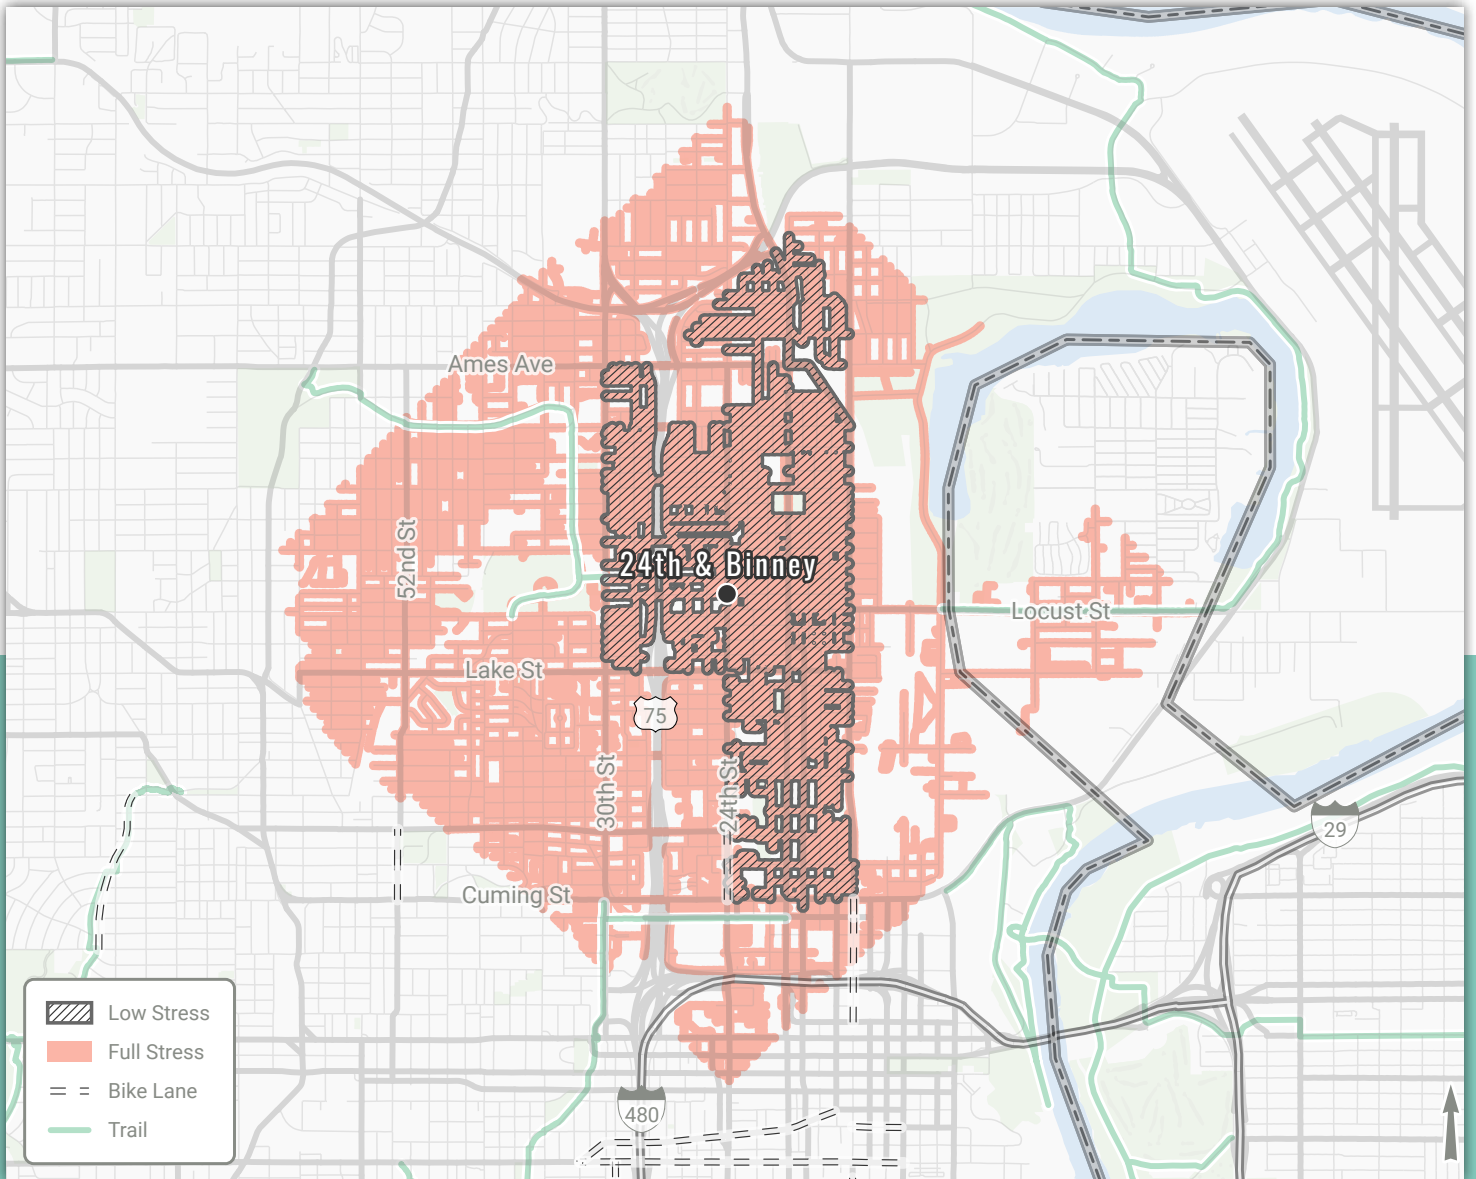 Ames Ave
52nd St
24th & Binney
Locust St
Lake St
75
30th St
24th St
29
Cuming St
Low Stress
Full Stress
Bike Lane
Trail
480